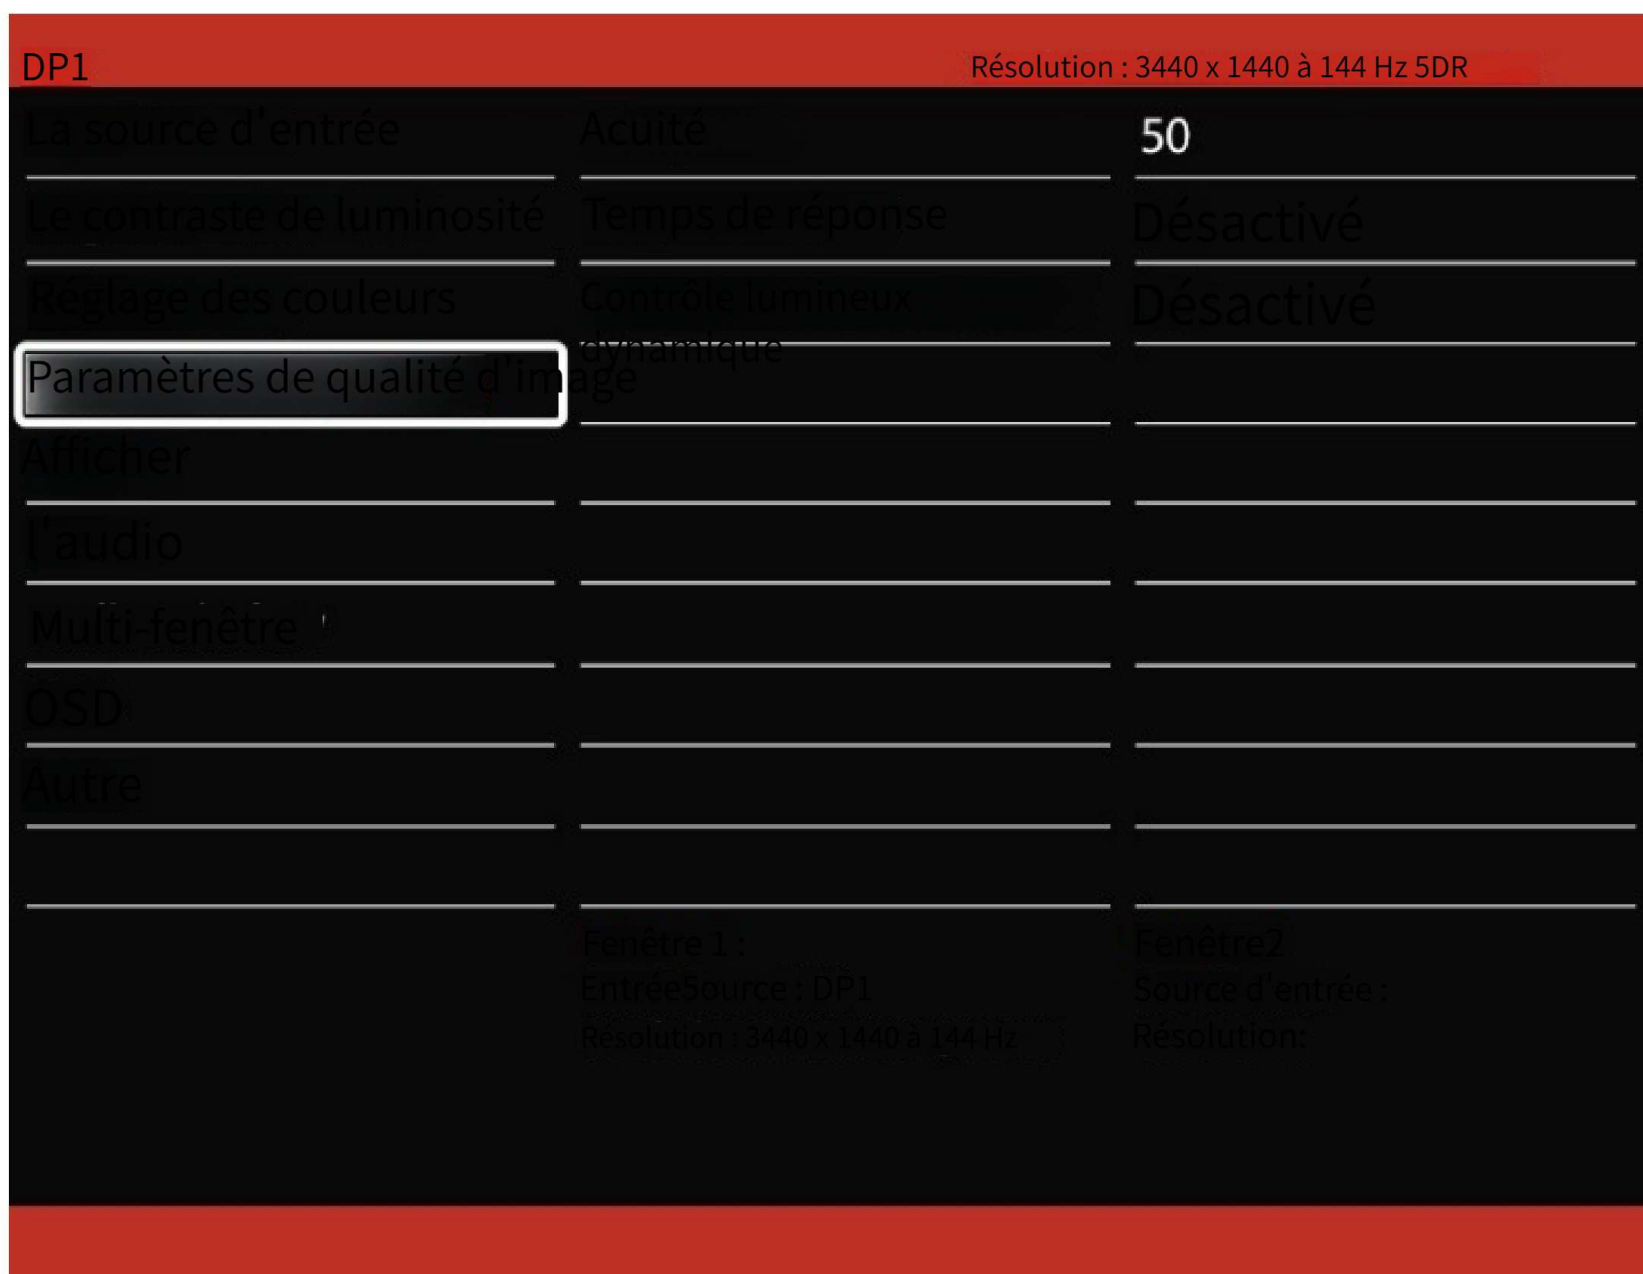 DP1
Résolution : 3440 x 1440 à 144 Hz 5DR
La source d'entrée
Acuité
50
Le contraste de luminosité
Temps de réponse
Désactivé
Réglage des couleurs
Contrôle lumineux
dynamique
Désactivé
Paramètres de qualité d'image
Afficher
l'audio
Multi-fenêtre
OSD
Autre
Fenêtre 1 :
Entrée5ource : DP1
Résolution : 3440 x 1440 à 144 Hz
Fenêtre2
Source d'entrée :
Résolution: